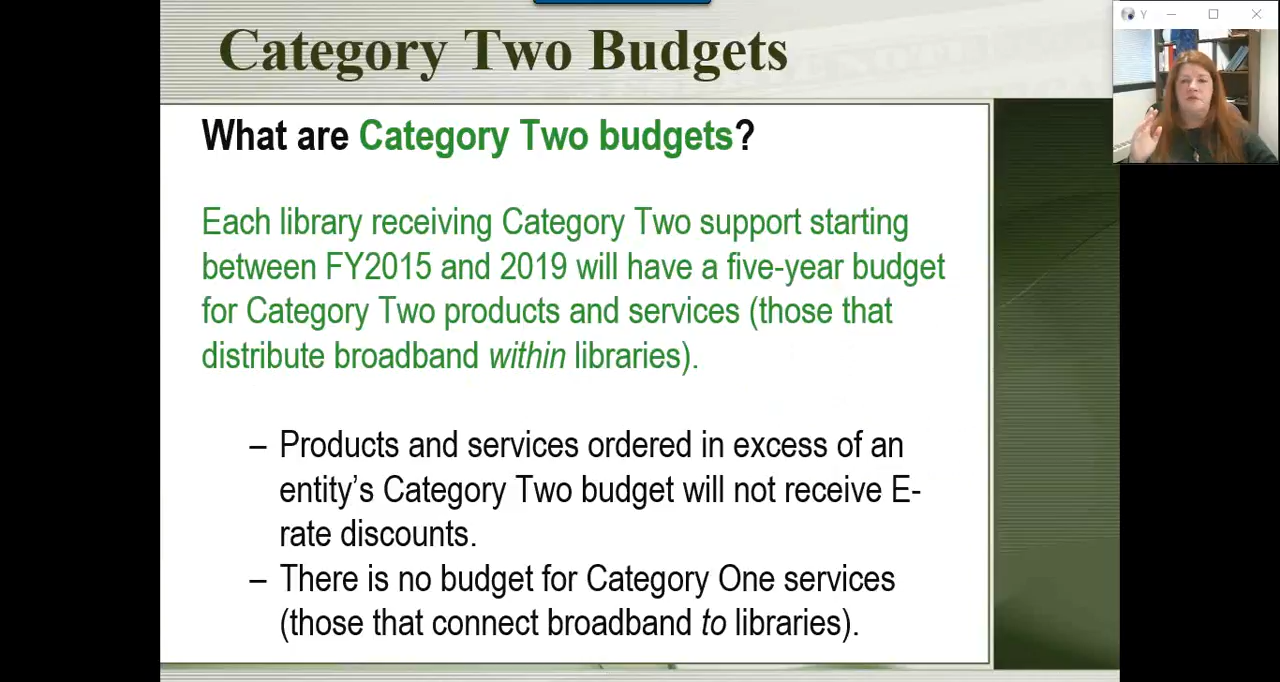 Category Two Budgets
Y
What are Category Two budgets?
Each library receiving Category Two support starting
between FY2015 and 2019 will have a five-year budget
for Category Two products and services (those that
distribute broadband within libraries).
– Products and services ordered in excess of an
entity’s Category Two budget will not receive E-
rate discounts.
– There is no budget for Category One services
(those that connect broadband to libraries).